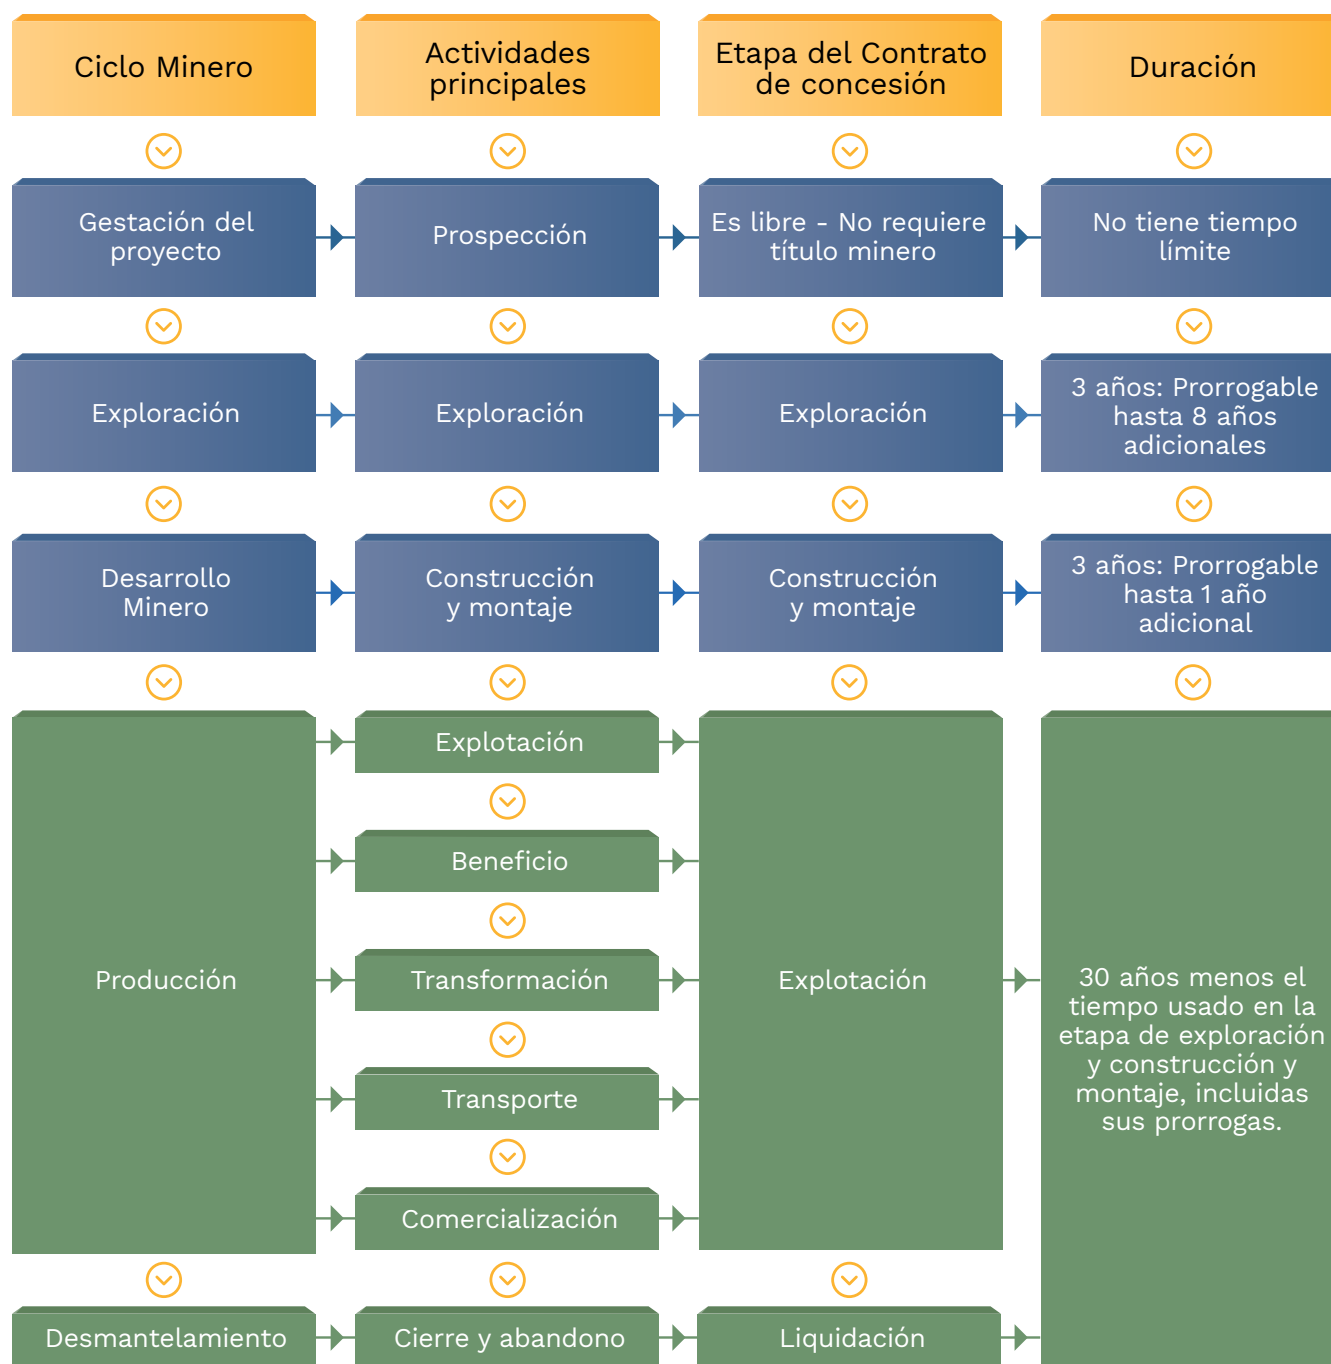 Ciclo Minero
Actividades
principales
Etapa del Contrato
de concesión
Duración
Gestación del
proyecto
Prospección
Es libre - No requiere
título minero
No tiene tiempo
límite
Exploración
Exploración
Exploración
3 años: Prorrogable
hasta 8 años
adicionales
Desarrollo
Minero
Construcción
y montaje
Construcción
y montaje
3 años: Prorrogable
hasta 1 año
adicional
Producción
Explotación
Beneficio
Transformación
Transporte
Comercialización
Explotación
30 años menos el
tiempo usado en la
etapa de exploración
y construcción y
montaje, incluidas
sus prorrogas.
Desmantelamiento
Cierre y abandono
Liquidación